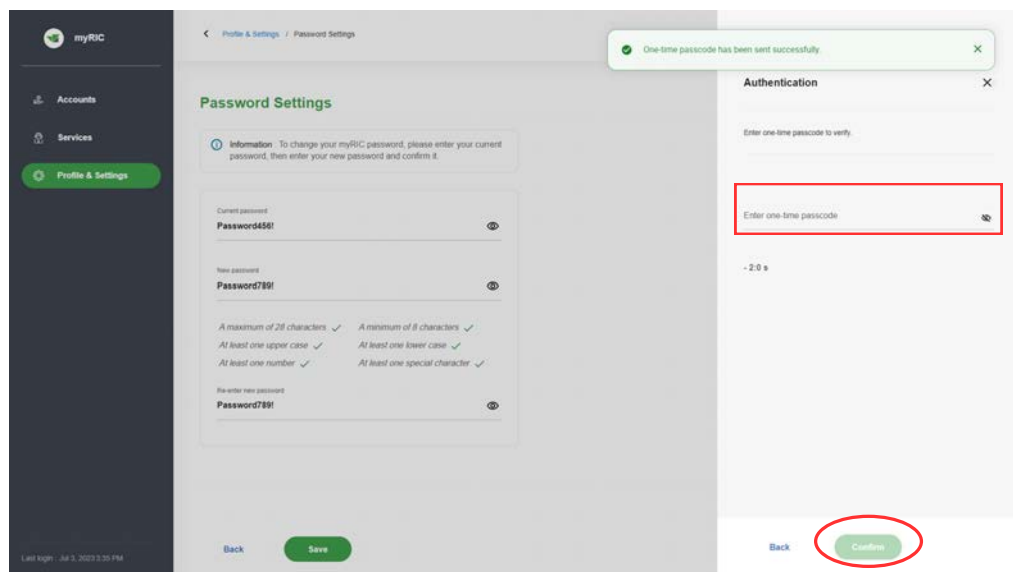 myRIC
Profile & Settings / Password Settings
One-time passcode has been sent successfully.
Accounts
Services
Profile & Settings
Password Settings
Information : To change your myRIC password, please enter your current
password, then enter your new password and confirm it.
Current password
Password456!
New password
Password789!
A maximum of 28 characters
A minimum of 8 characters
At least one upper case
At least one lower case
At least one number
At least one special character
Re-enter new password
Password789!
Back
Save
Last login : Jul 3, 2023 3:35 PM
Authentication
Enter one-time passcode to verify.
Enter one-time passcode
- 2:0 s
Back
Confirm